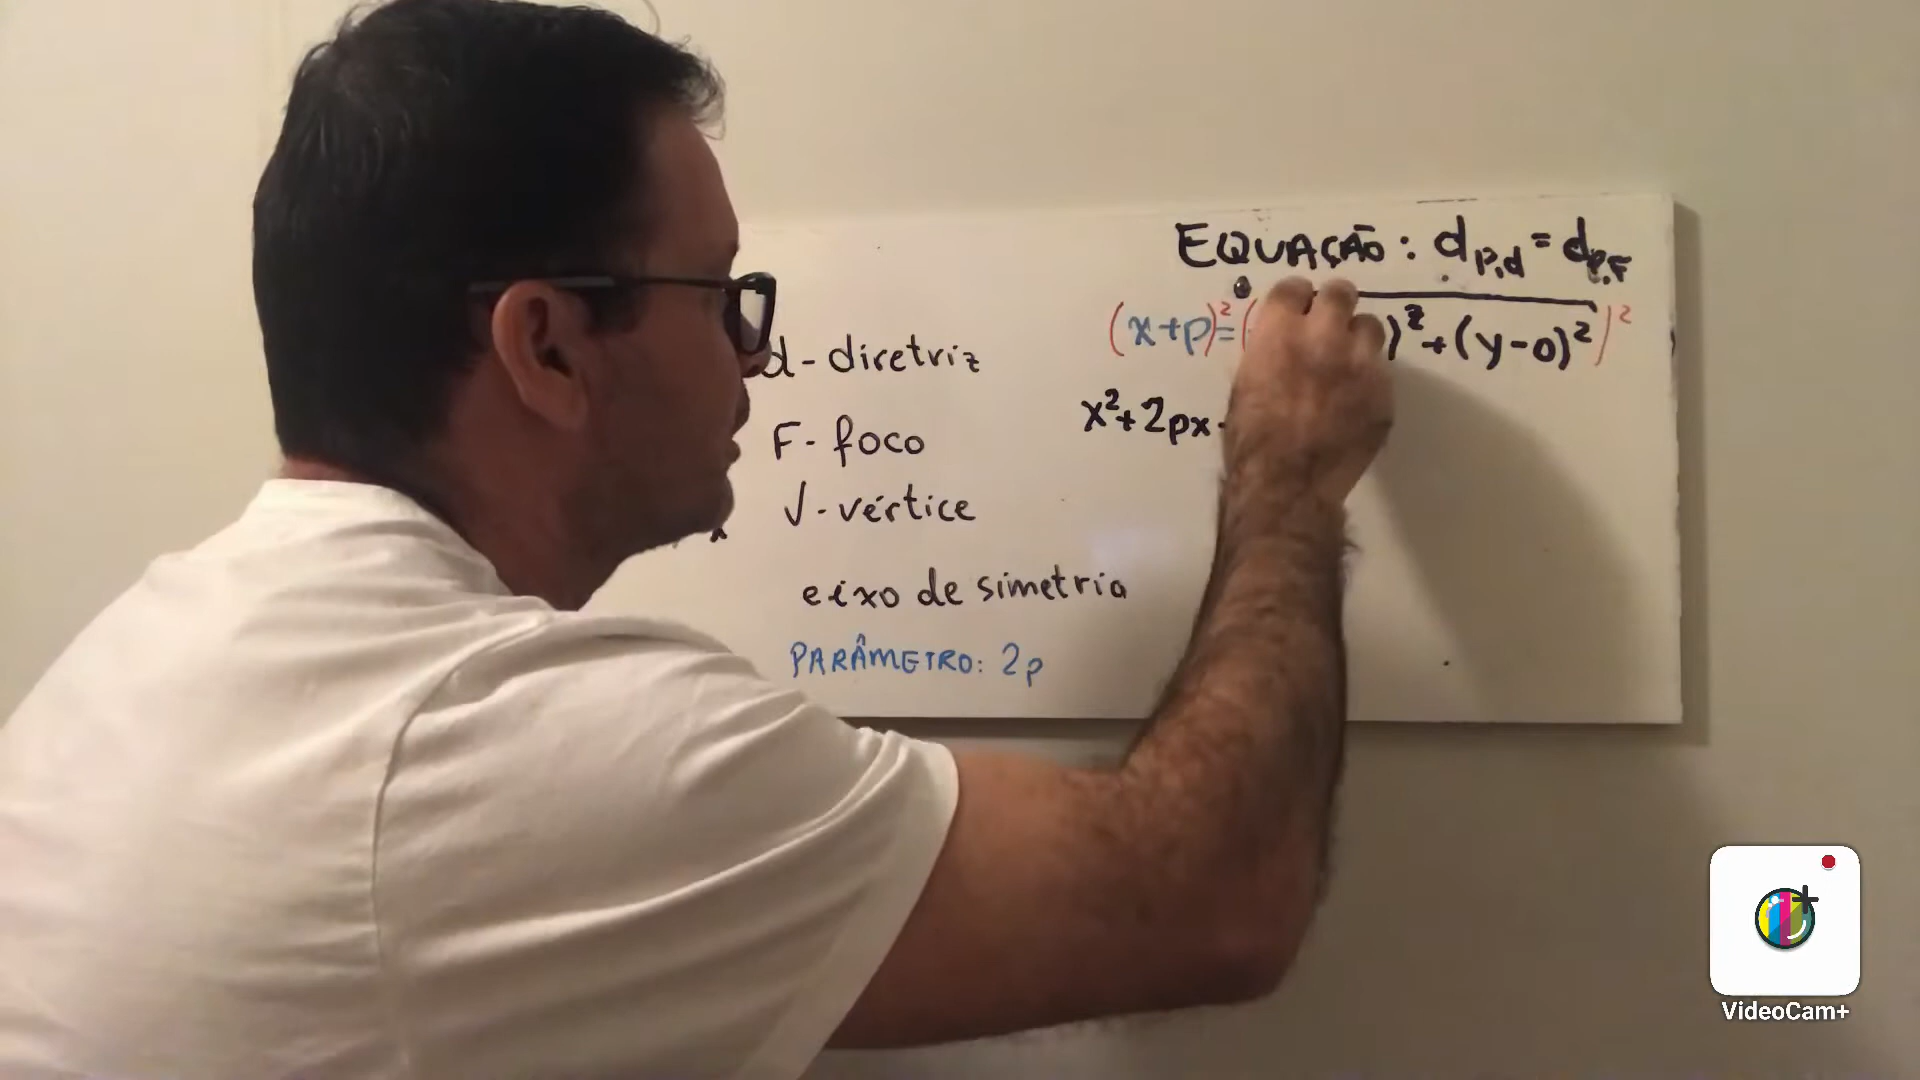 EQUAÇÃO: dP,d = dP,F
(x+p)²=( )²+(y-0)²)²
x²+2px
d - diretriz
F - foco
V - vértice
eixo de simetria
PARÂMETRO: 2p
x
VideoCam+